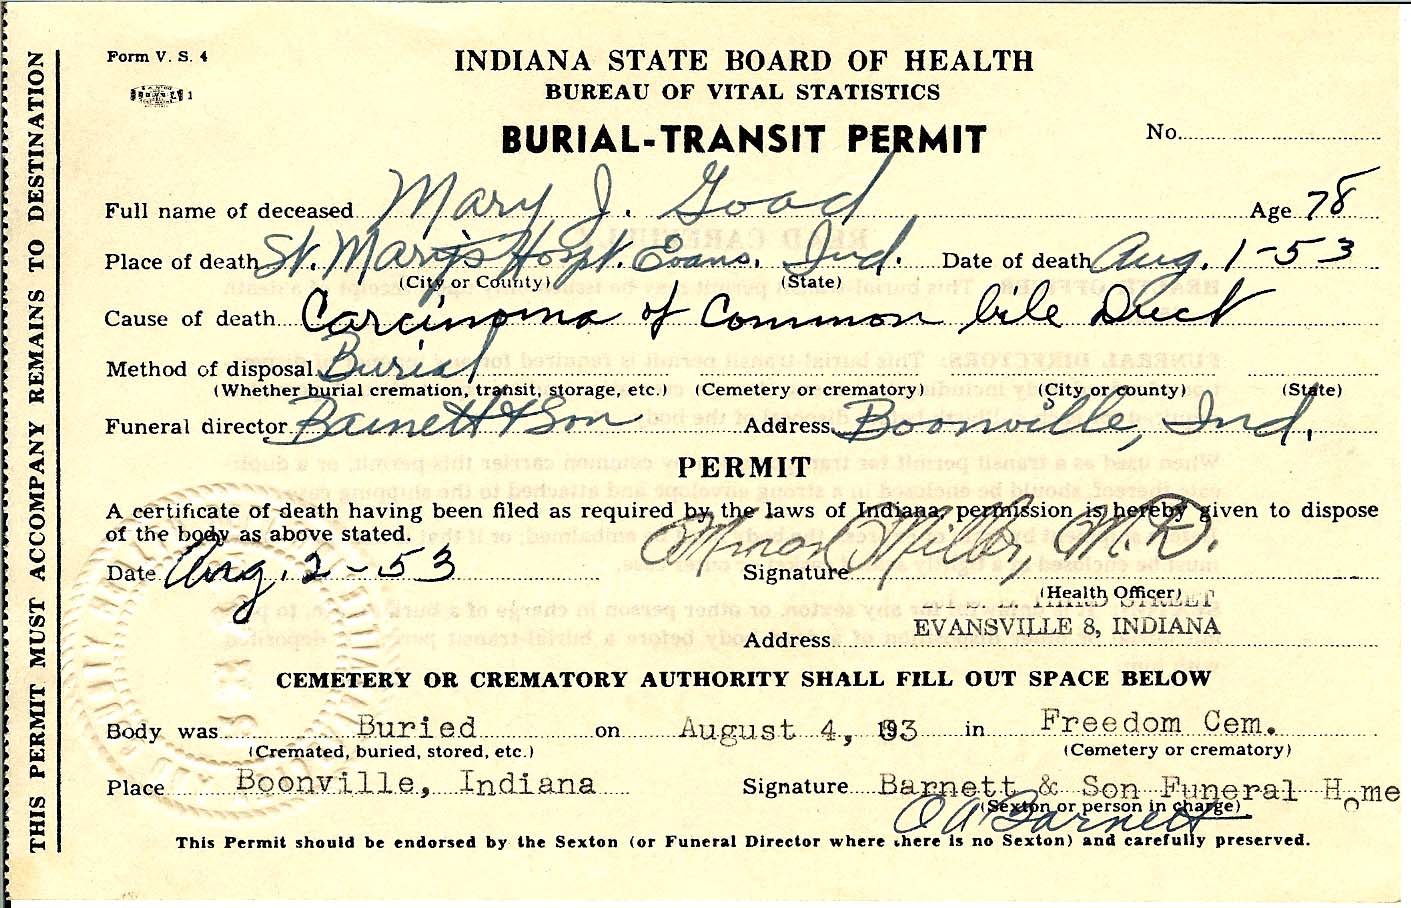 Form V. S. 4
1
INDIANA STATE BOARD OF HEALTH
BUREAU OF VITAL STATISTICS
BURIAL-TRANSIT PERMIT
No.
THIS PERMIT MUST ACCOMPANY REMAINS TO DESTINATION
Full name of deceased Mary J. Goad Age 78
Place of death St. Mary's Hospt. Evans. Ind. Date of death Aug. 1-53
(City or County) (State)
Cause of death Carcinoma of Common bile Duct
Method of disposal Burial
(Whether burial cremation, transit, storage, etc.) (Cemetery or crematory) (City or county) (State)
Funeral director Barnett & Son Address Boonville, Ind.
PERMIT
A certificate of death having been filed as required by the laws of Indiana, permission is hereby given to dispose
of the body as above stated.
Date Aug. 2-53 Signature M.D.
(Health Officer)
STREET
Address EVANSVILLE 8, INDIANA
CEMETERY OR CREMATORY AUTHORITY SHALL FILL OUT SPACE BELOW
Body was Buried on August 4, 193 in Freedom Cem.
(Cremated, buried, stored, etc.) (Cemetery or crematory)
Place Boonville, Indiana Signature Barnett & Son Funeral Home
(Sexton or person in charge)
O A Barnett
This Permit should be endorsed by the Sexton (or Funeral Director where there is no Sexton) and carefully preserved.